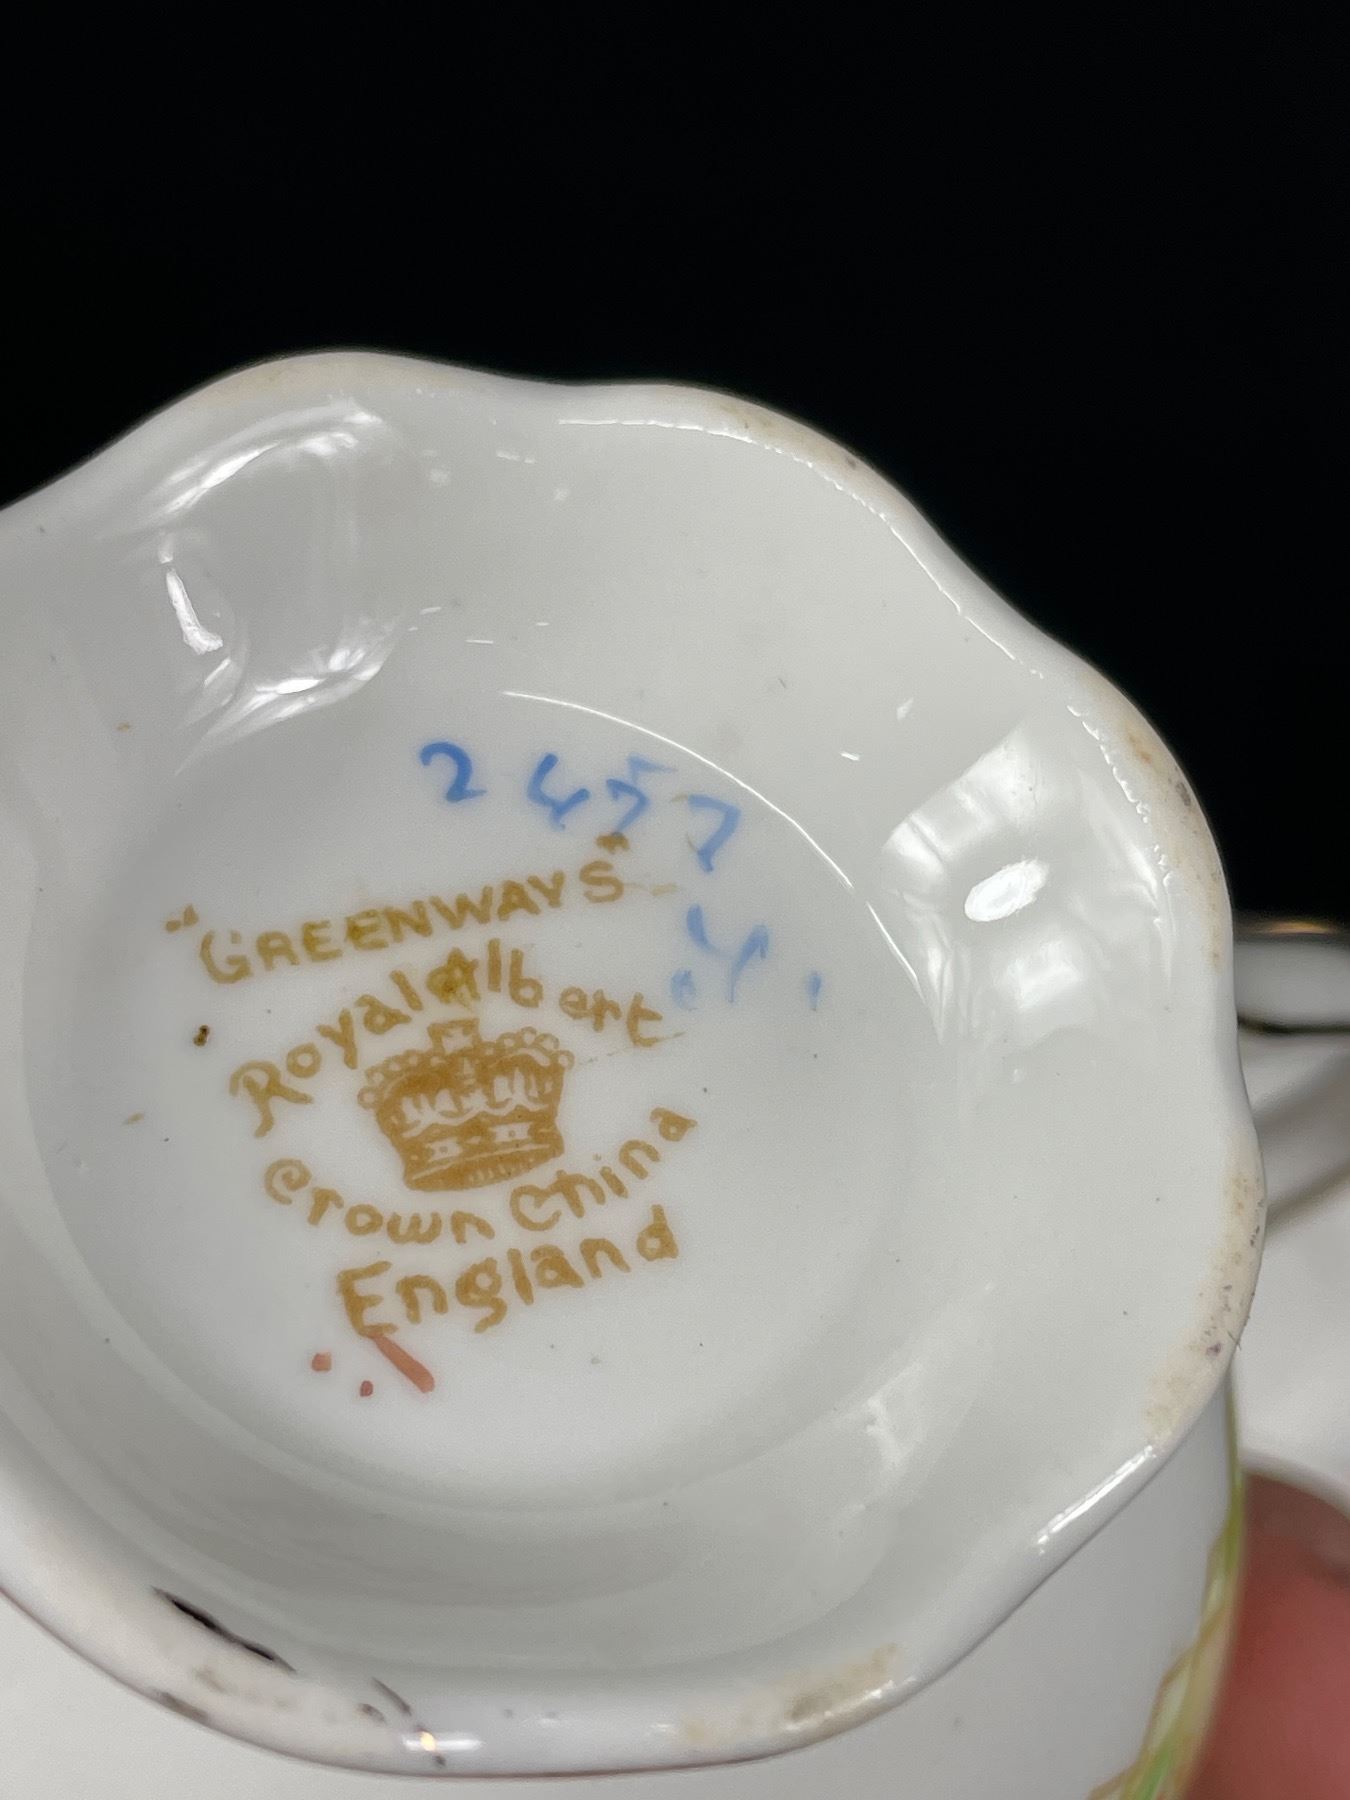 2457
"GREENWAYS"
Royal Albert
Crown China
England